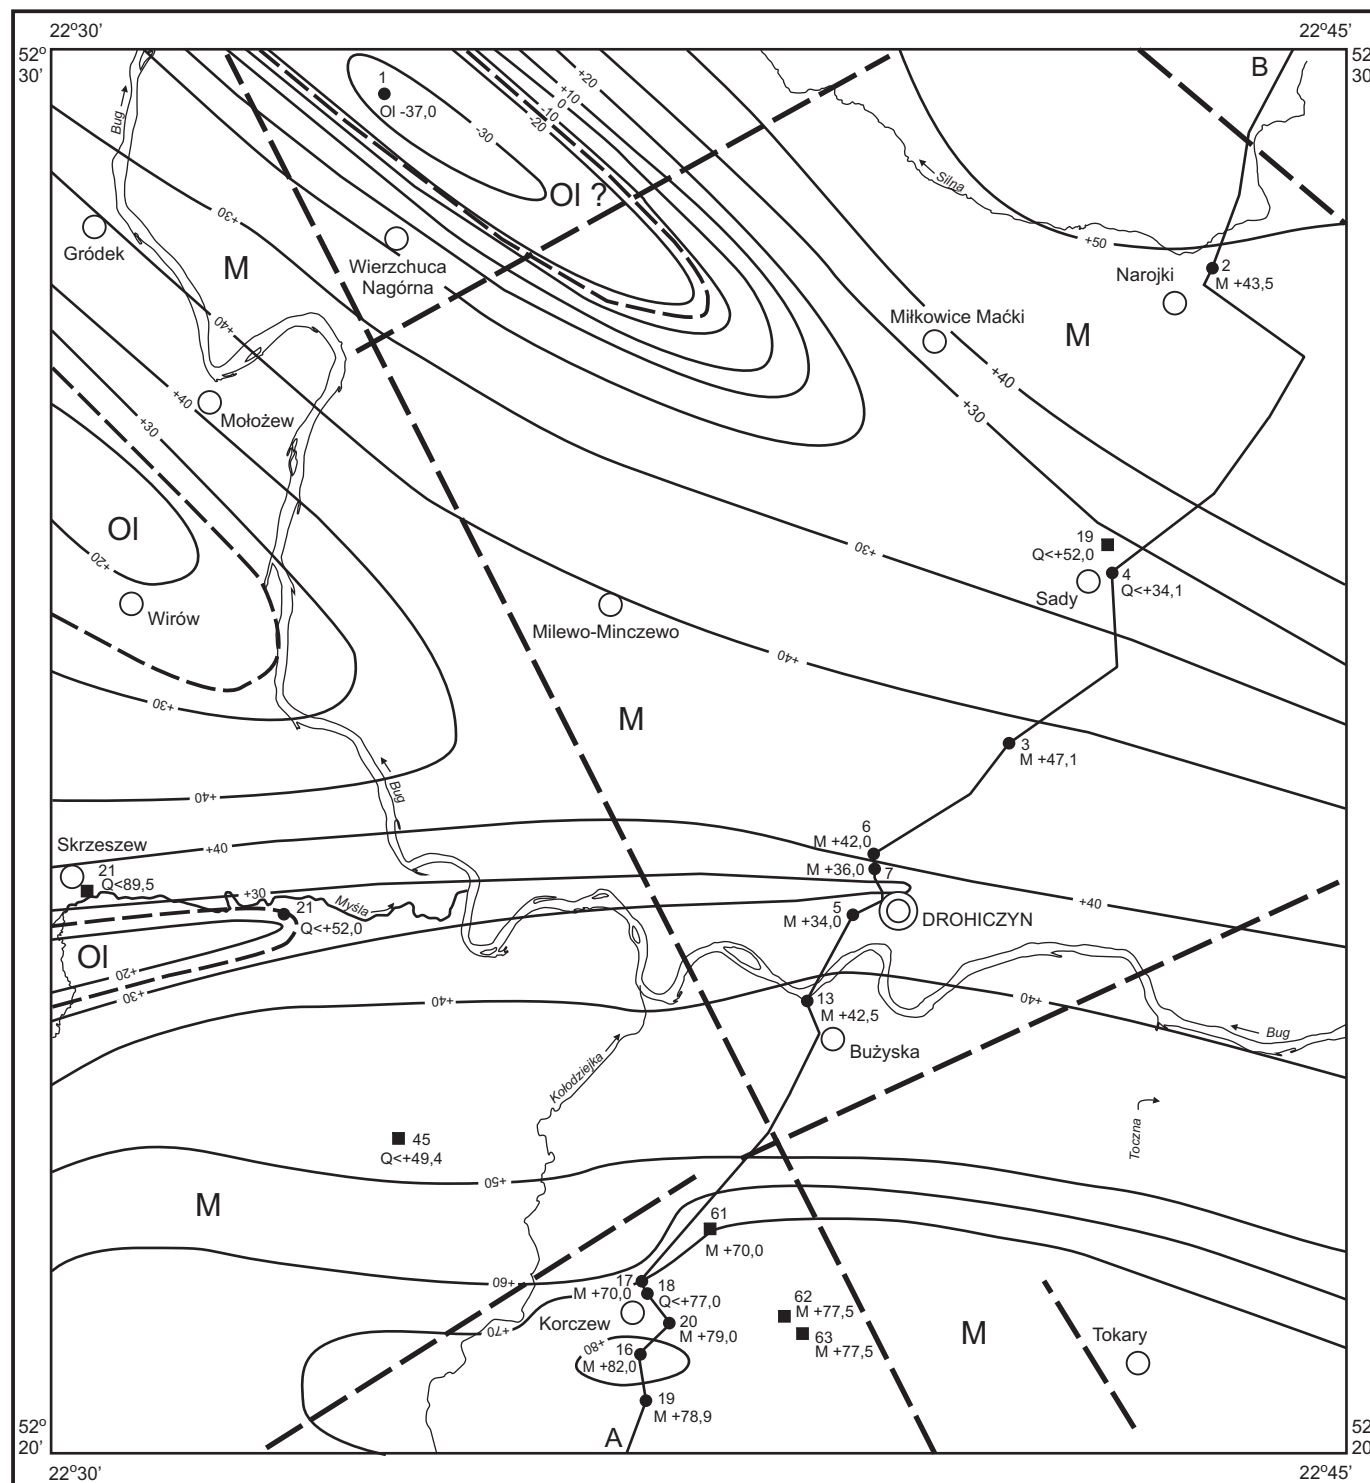 22°30'
22°45'
52°
30'
52°
30'
B
1
Ol -37,0
-30
+20
+10
0
-10
-20
Ol ?
Bug
Silna
+30
+50
Gródek
M
Wierzchuca
Nagórna
Narojki
2
M +43,5
+40
Miłkowice Maćki
M
+40
+30
+40
Mołożew
+30
Ol
+20
Wirów
19
Q<+52,0
4
Q<+34,1
Sady
+30
Milewo-Minczewo
+40
+30
M
3
M +47,1
Bug
+40
Skrzeszew
21
Q<89,5
+40
6
M +42,0
M +36,0
7
+30
Myśla
21
Q<+52,0
5
M +34,0
DROHICZYN
+40
Ol
+20
+30
+40
13
M +42,5
+40
Bug
Bużyska
Kołodziejka
Toczna
45
Q<+49,4
+50
M
61
M +70,0
+60
17
M +70,0
18
Q<+77,0
62
M +77,5
Korczew
20
M +79,0
63
M +77,5
M
Tokary
+70
+80
16
M +82,0
19
M +78,9
A
52°
20'
52°
20'
22°30'
22°45'